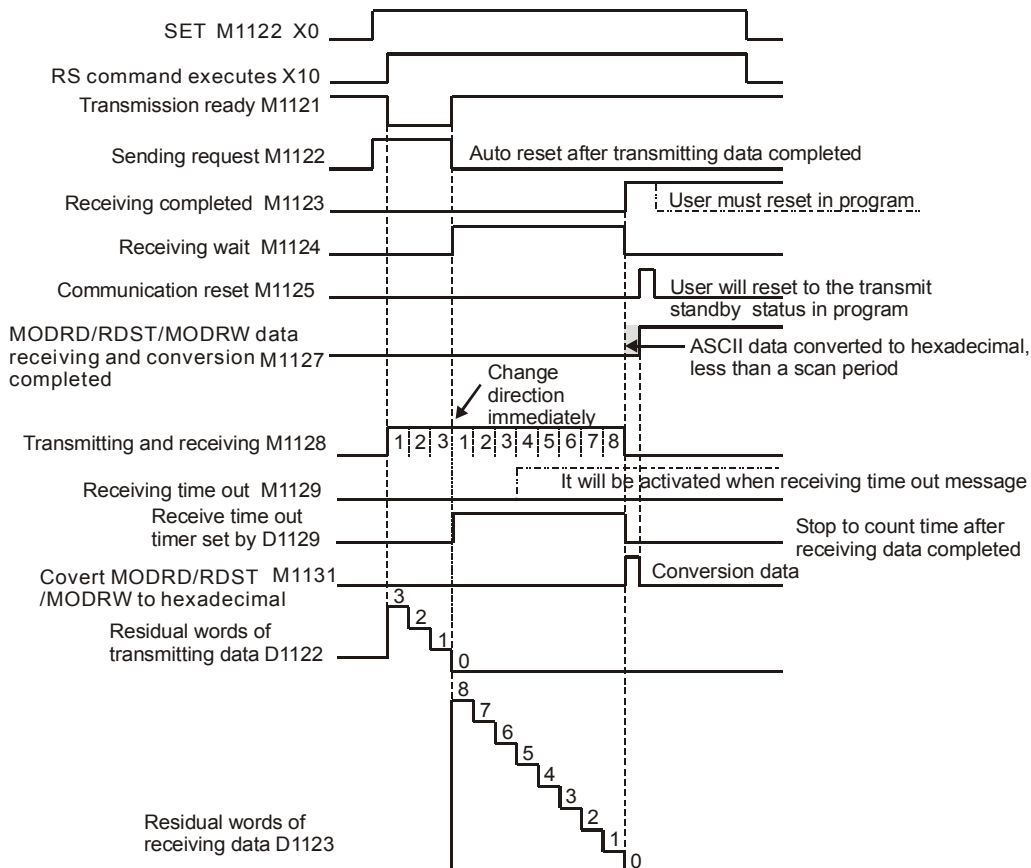 SET M1122 X0
RS command executes X10
Transmission ready M1121
Sending request M1122
Auto reset after transmitting data completed
Receiving completed M1123
User must reset in program
Receiving wait M1124
Communication reset M1125
User will reset to the transmit
standby status in program
MODRD/RDST/MODRW data
receiving and conversion M1127
completed
ASCII data converted to hexadecimal,
less than a scan period
Change
direction
immediately
Transmitting and receiving M1128
1 2 3 1 2 3 4 5 6 7 8
Receiving time out M1129
It will be activated when receiving time out message
Receive time out
timer set by D1129
Stop to count time after
receiving data completed
Covert MODRD/RDST M1131
/MODRW to hexadecimal
Conversion data
Residual words of
transmitting data D1122
3
2
1
0
8
7
6
5
4
3
2
1
0
Residual words of
receiving data D1123